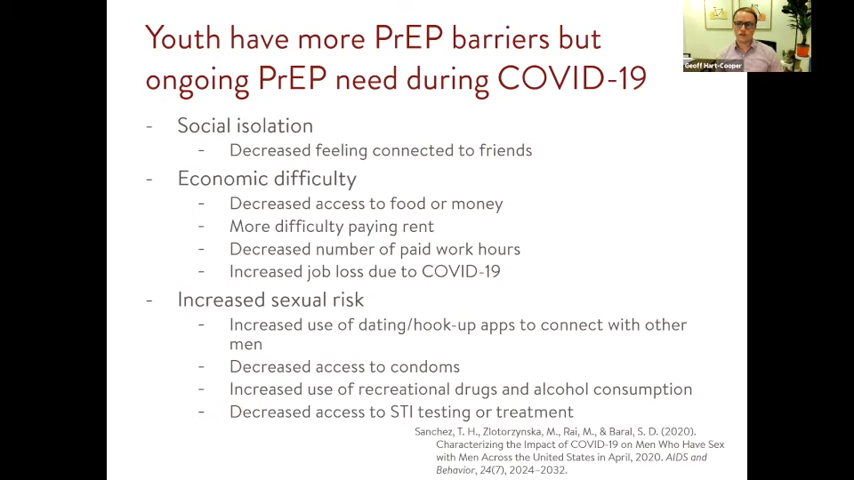 Youth have more PrEP barriers but
ongoing PrEP need during COVID-19
- Social isolation
- Decreased feeling connected to friends
- Economic difficulty
- Decreased access to food or money
- More difficulty paying rent
- Decreased number of paid work hours
- Increased job loss due to COVID-19
- Increased sexual risk
- Increased use of dating/hook-up apps to connect with other
men
- Decreased access to condoms
- Increased use of recreational drugs and alcohol consumption
- Decreased access to STI testing or treatment
Sanchez, T. H., Zlotorzynska, M., Rai, M., & Baral, S. D. (2020).
Characterizing the Impact of COVID-19 on Men Who Have Sex
with Men Across the United States in April, 2020. AIDS and
Behavior, 24(7), 2024–2032.
Geoff Hart-Cooper